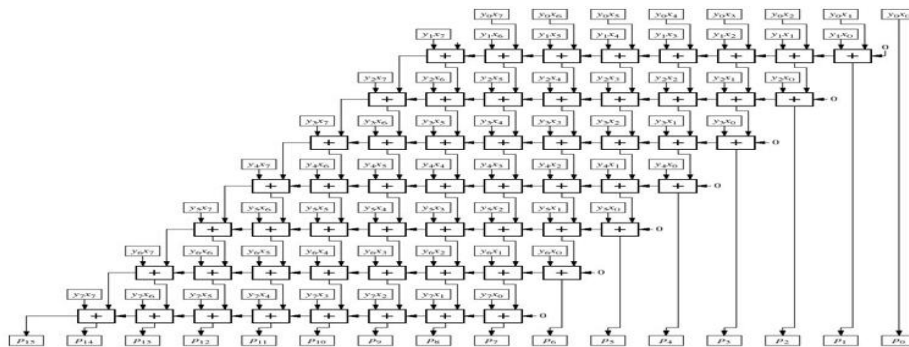 y₀x₇ y₀x₆ y₀x₅ y₀x₄ y₀x₃ y₀x₂ y₀x₁ y₀x₀
y₁x₇ y₁x₆ y₁x₅ y₁x₄ y₁x₃ y₁x₂ y₁x₁ y₁x₀
+ + + + + + + + 0
y₂x₇ y₂x₆ y₂x₅ y₂x₄ y₂x₃ y₂x₂ y₂x₁ y₂x₀
+ + + + + + + + 0
y₃x₇ y₃x₆ y₃x₅ y₃x₄ y₃x₃ y₃x₂ y₃x₁ y₃x₀
+ + + + + + + + 0
y₄x₇ y₄x₆ y₄x₅ y₄x₄ y₄x₃ y₄x₂ y₄x₁ y₄x₀
+ + + + + + + + 0
y₅x₇ y₅x₆ y₅x₅ y₅x₄ y₅x₃ y₅x₂ y₅x₁ y₅x₀
+ + + + + + + + 0
y₆x₇ y₆x₆ y₆x₅ y₆x₄ y₆x₃ y₆x₂ y₆x₁ y₆x₀
+ + + + + + + + 0
y₇x₇ y₇x₆ y₇x₅ y₇x₄ y₇x₃ y₇x₂ y₇x₁ y₇x₀
+ + + + + + + + 0
p₁₅ p₁₄ p₁₃ p₁₂ p₁₁ p₁₀ p₉ p₈ p₇ p₆ p₅ p₄ p₃ p₂ p₁ p₀